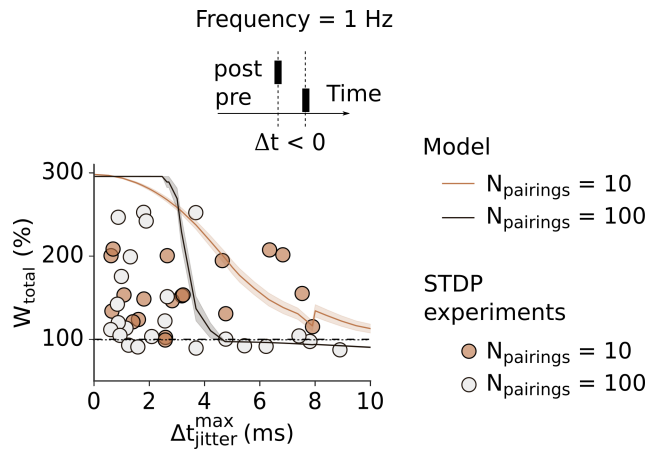 Frequency = 1 Hz
post
pre
Time
Δt < 0
W_total (%)
300
200
100
0
2
4
6
8
10
Δt_jitter^max (ms)
Model
N_pairings = 10
N_pairings = 100
STDP
experiments
N_pairings = 10
N_pairings = 100